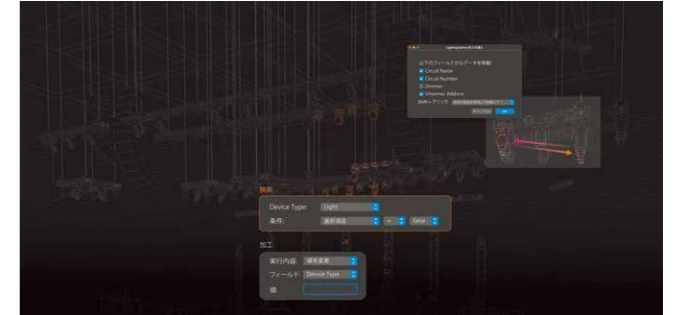 以下のフィールドからデータを移動:
Circuit Name
Circuit Number
Dimmer
Universe/Address
検索
Device Type: Light
条件: 選択項目 = false
加工
実行内容: 値を変更
フィールド: Device Type
値: